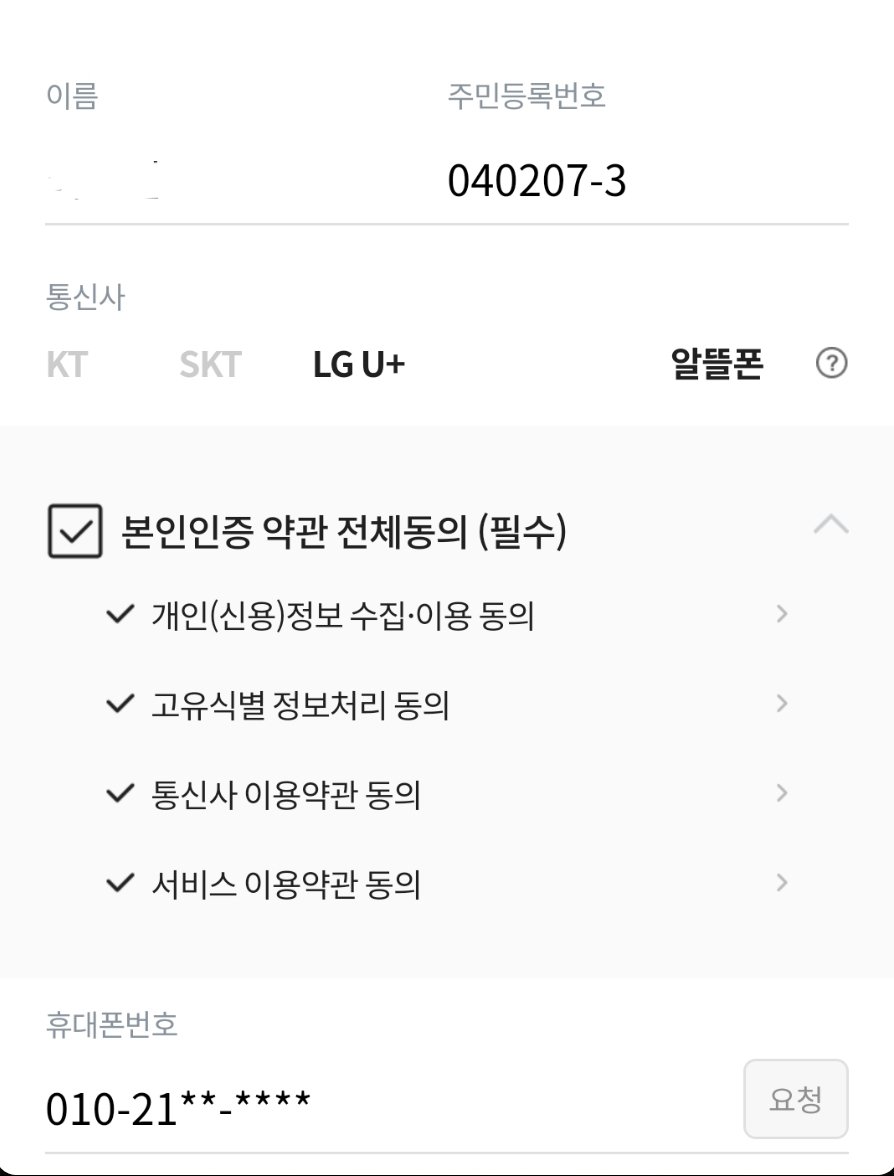 이름 주민등록번호
040207-3
통신사
KT SKT LG U+ 알뜰폰 ?
본인인증 약관 전체동의 (필수)
개인(신용)정보 수집·이용 동의
고유식별 정보처리 동의
통신사 이용약관 동의
서비스 이용약관 동의
휴대폰번호
010-21**-**** 요청